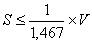 S ≤ 1/1,467 × V